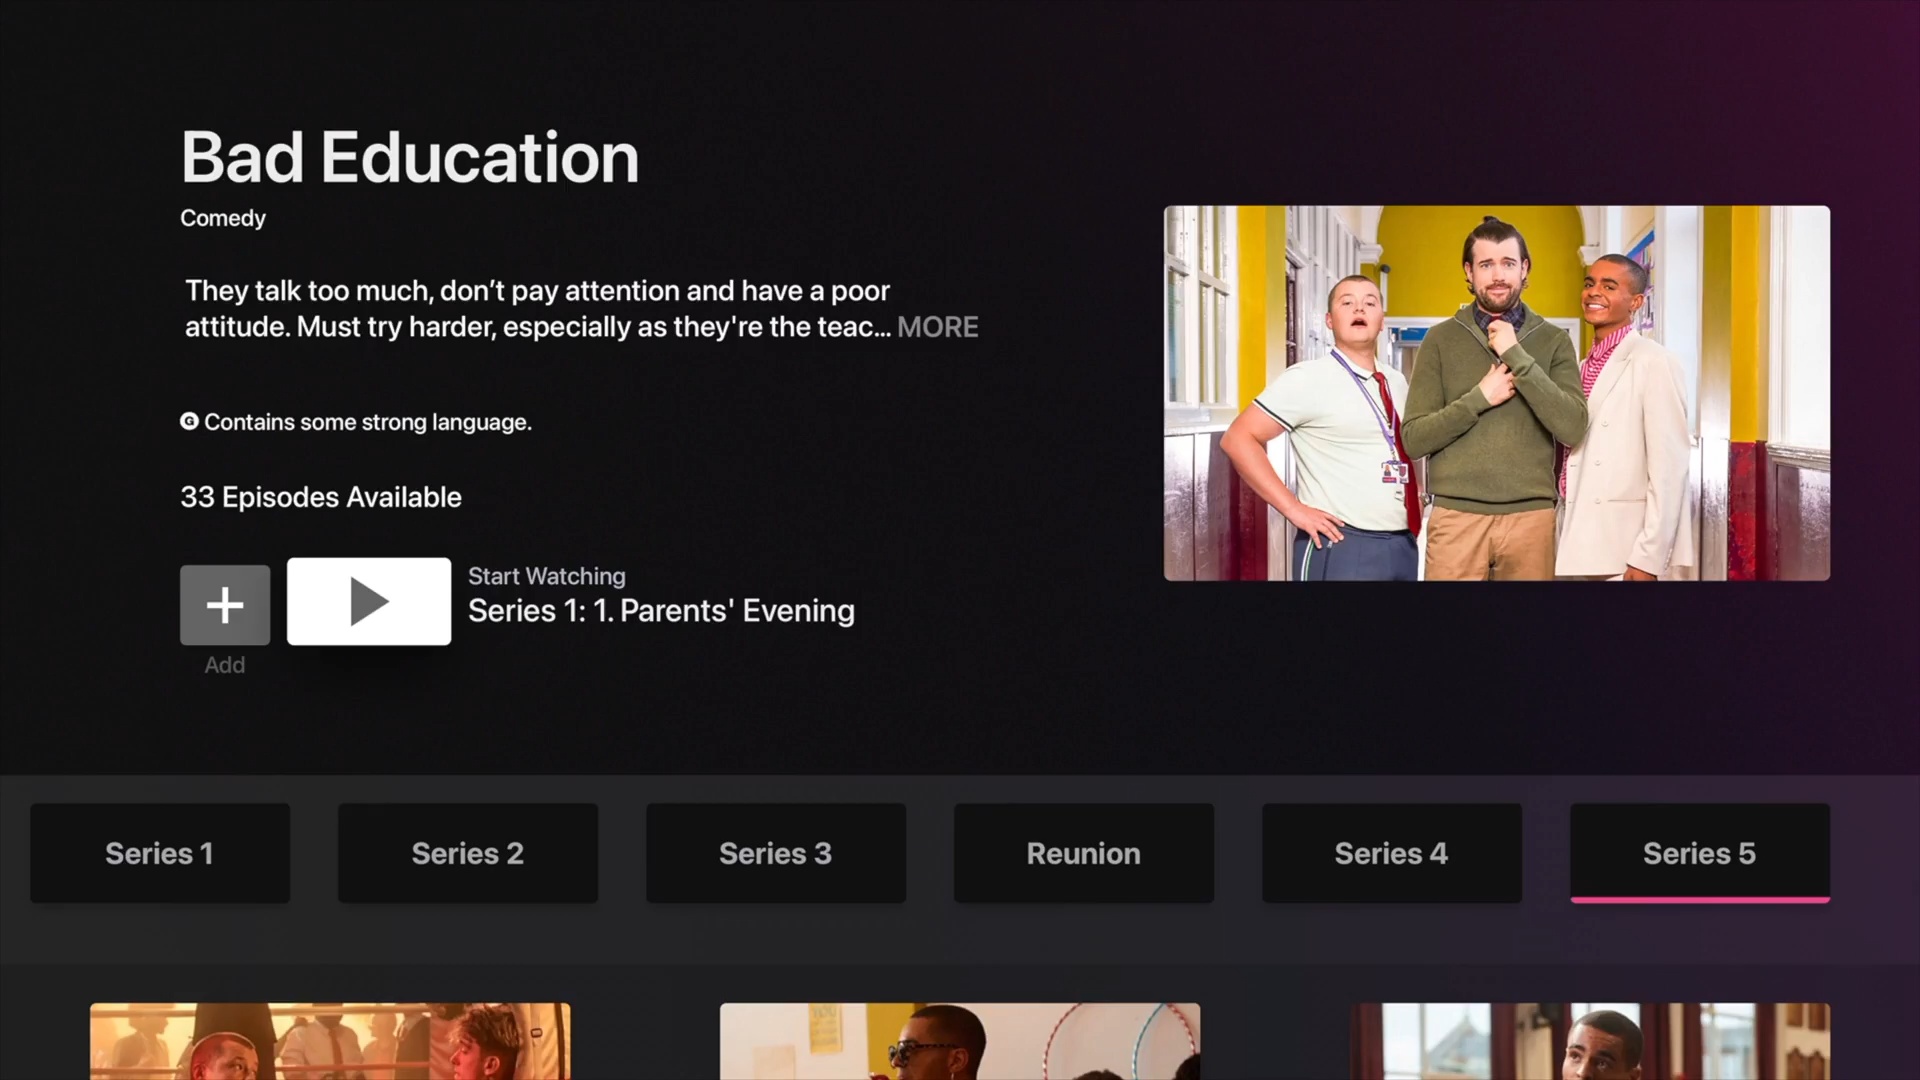 Bad Education
Comedy
They talk too much, don’t pay attention and have a poor
attitude. Must try harder, especially as they're the teac... MORE
G Contains some strong language.
33 Episodes Available
Start Watching
Series 1: 1. Parents' Evening
Add
Series 1
Series 2
Series 3
Reunion
Series 4
Series 5
YOU